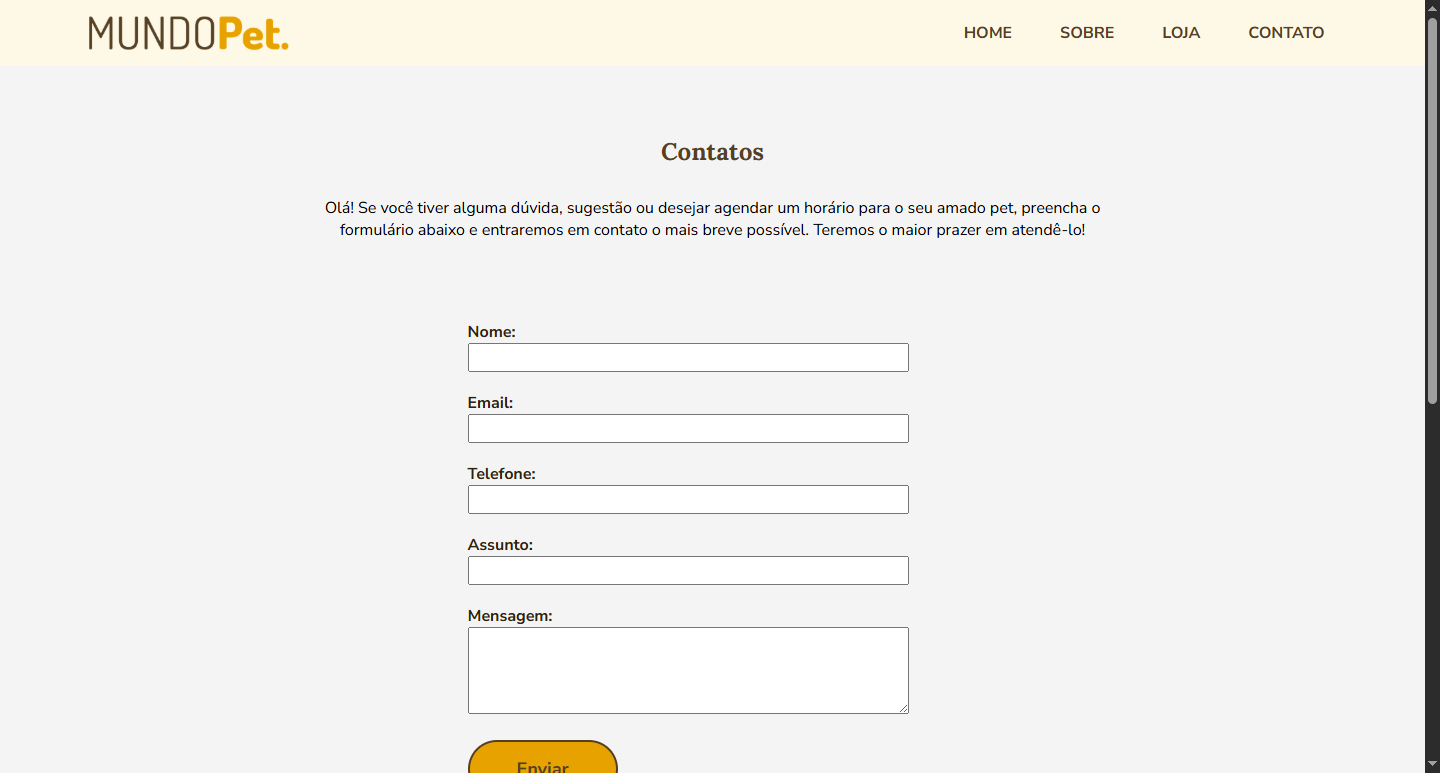 MUNDOPet.
HOME SOBRE LOJA CONTATO
Contatos
Olá! Se você tiver alguma dúvida, sugestão ou desejar agendar um horário para o seu amado pet, preencha o
formulário abaixo e entraremos em contato o mais breve possível. Teremos o maior prazer em atendê-lo!
Nome:
Email:
Telefone:
Assunto:
Mensagem:
Enviar